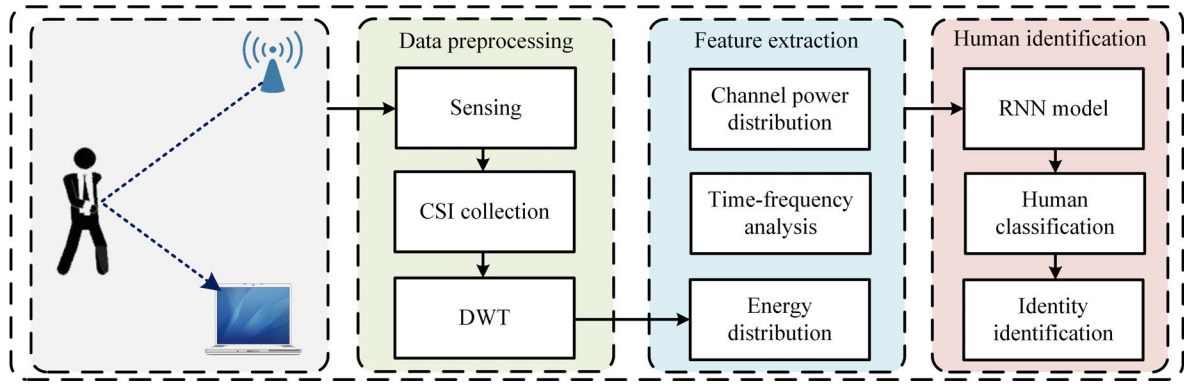 Data preprocessing
Sensing
CSI collection
DWT
Feature extraction
Channel power
distribution
Time-frequency
analysis
Energy
distribution
Human identification
RNN model
Human
classification
Identity
identification